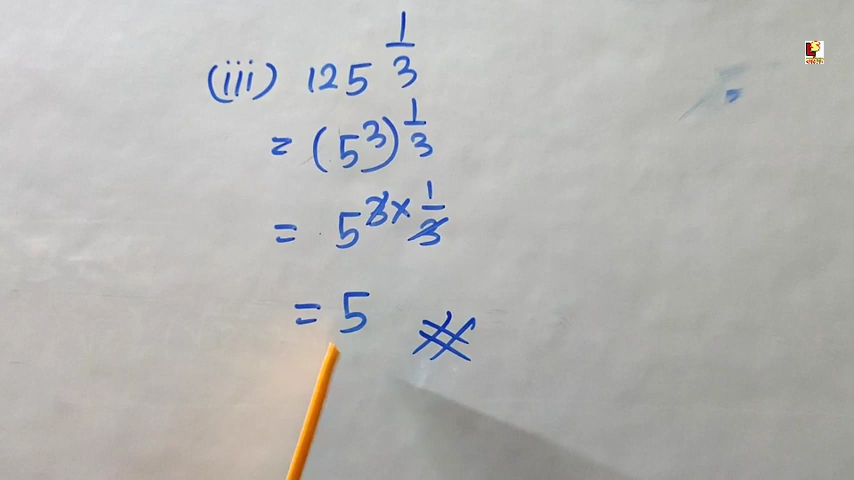 (iii) 125^(1/3)
= (5^3)^(1/3)
= 5^(3×1/3)
= 5